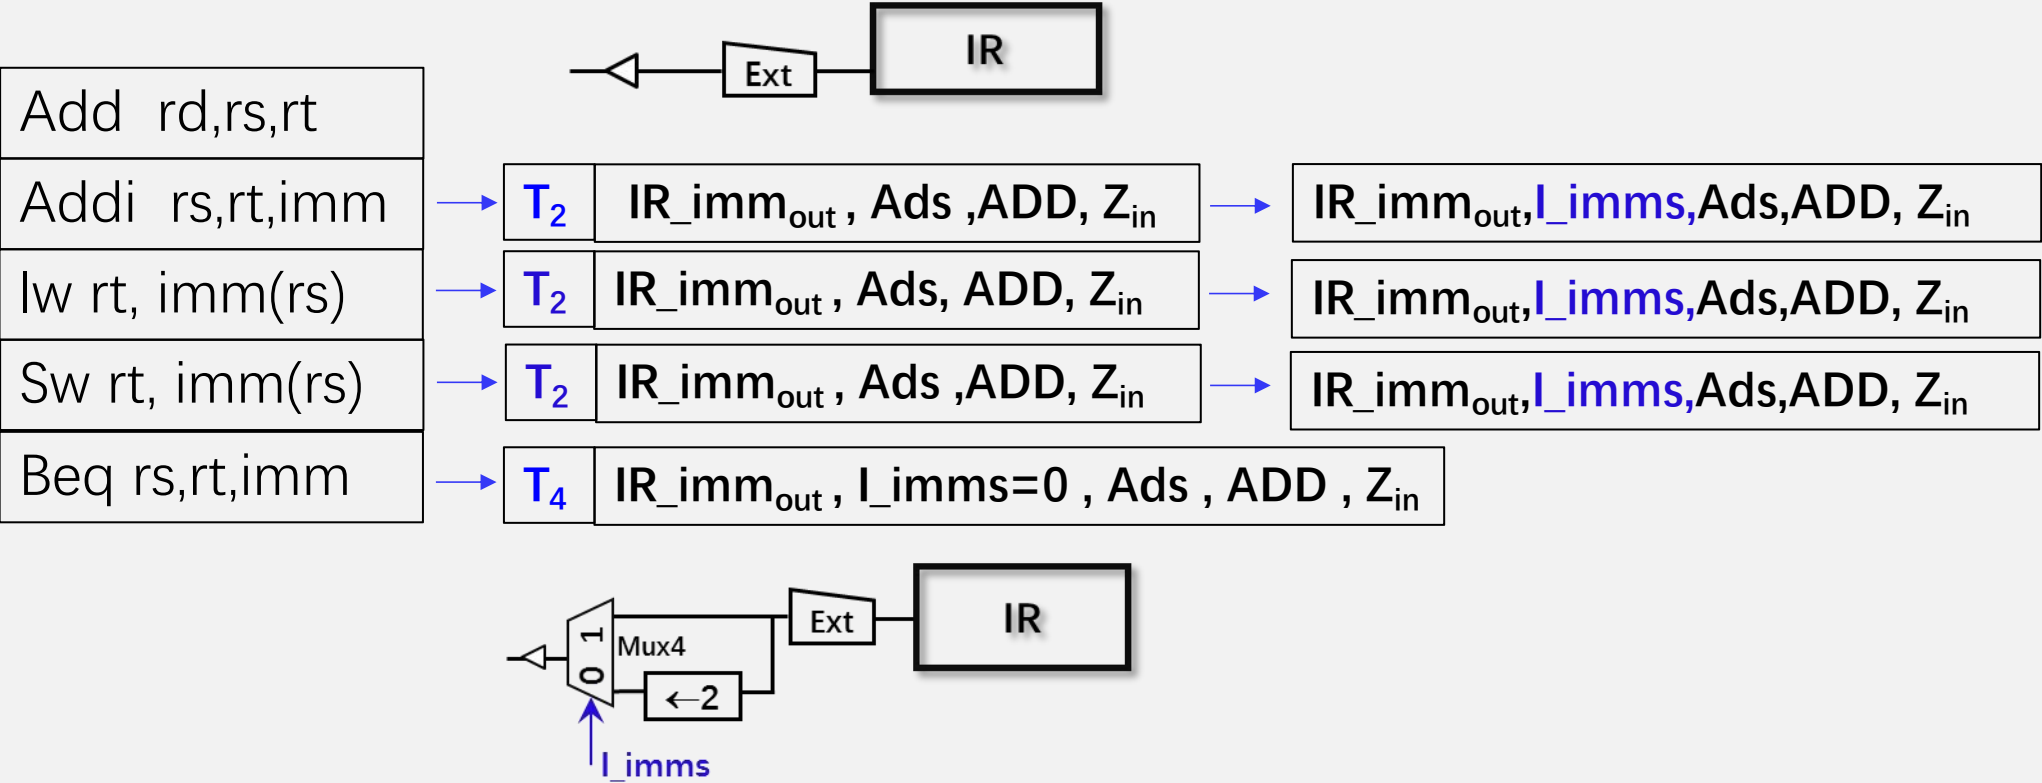 IR
Ext
Add rd,rs,rt
Addi rs,rt,imm
T2 IR_immout , Ads ,ADD, Zin
IR_immout,I_imms,Ads,ADD, Zin
lw rt, imm(rs)
T2 IR_immout , Ads, ADD, Zin
IR_immout,I_imms,Ads,ADD, Zin
Sw rt, imm(rs)
T2 IR_immout , Ads ,ADD, Zin
IR_immout,I_imms,Ads,ADD, Zin
Beq rs,rt,imm
T4 IR_immout , I_imms=0 , Ads , ADD , Zin
IR
Ext
Mux4
1
0
←2
I_imms